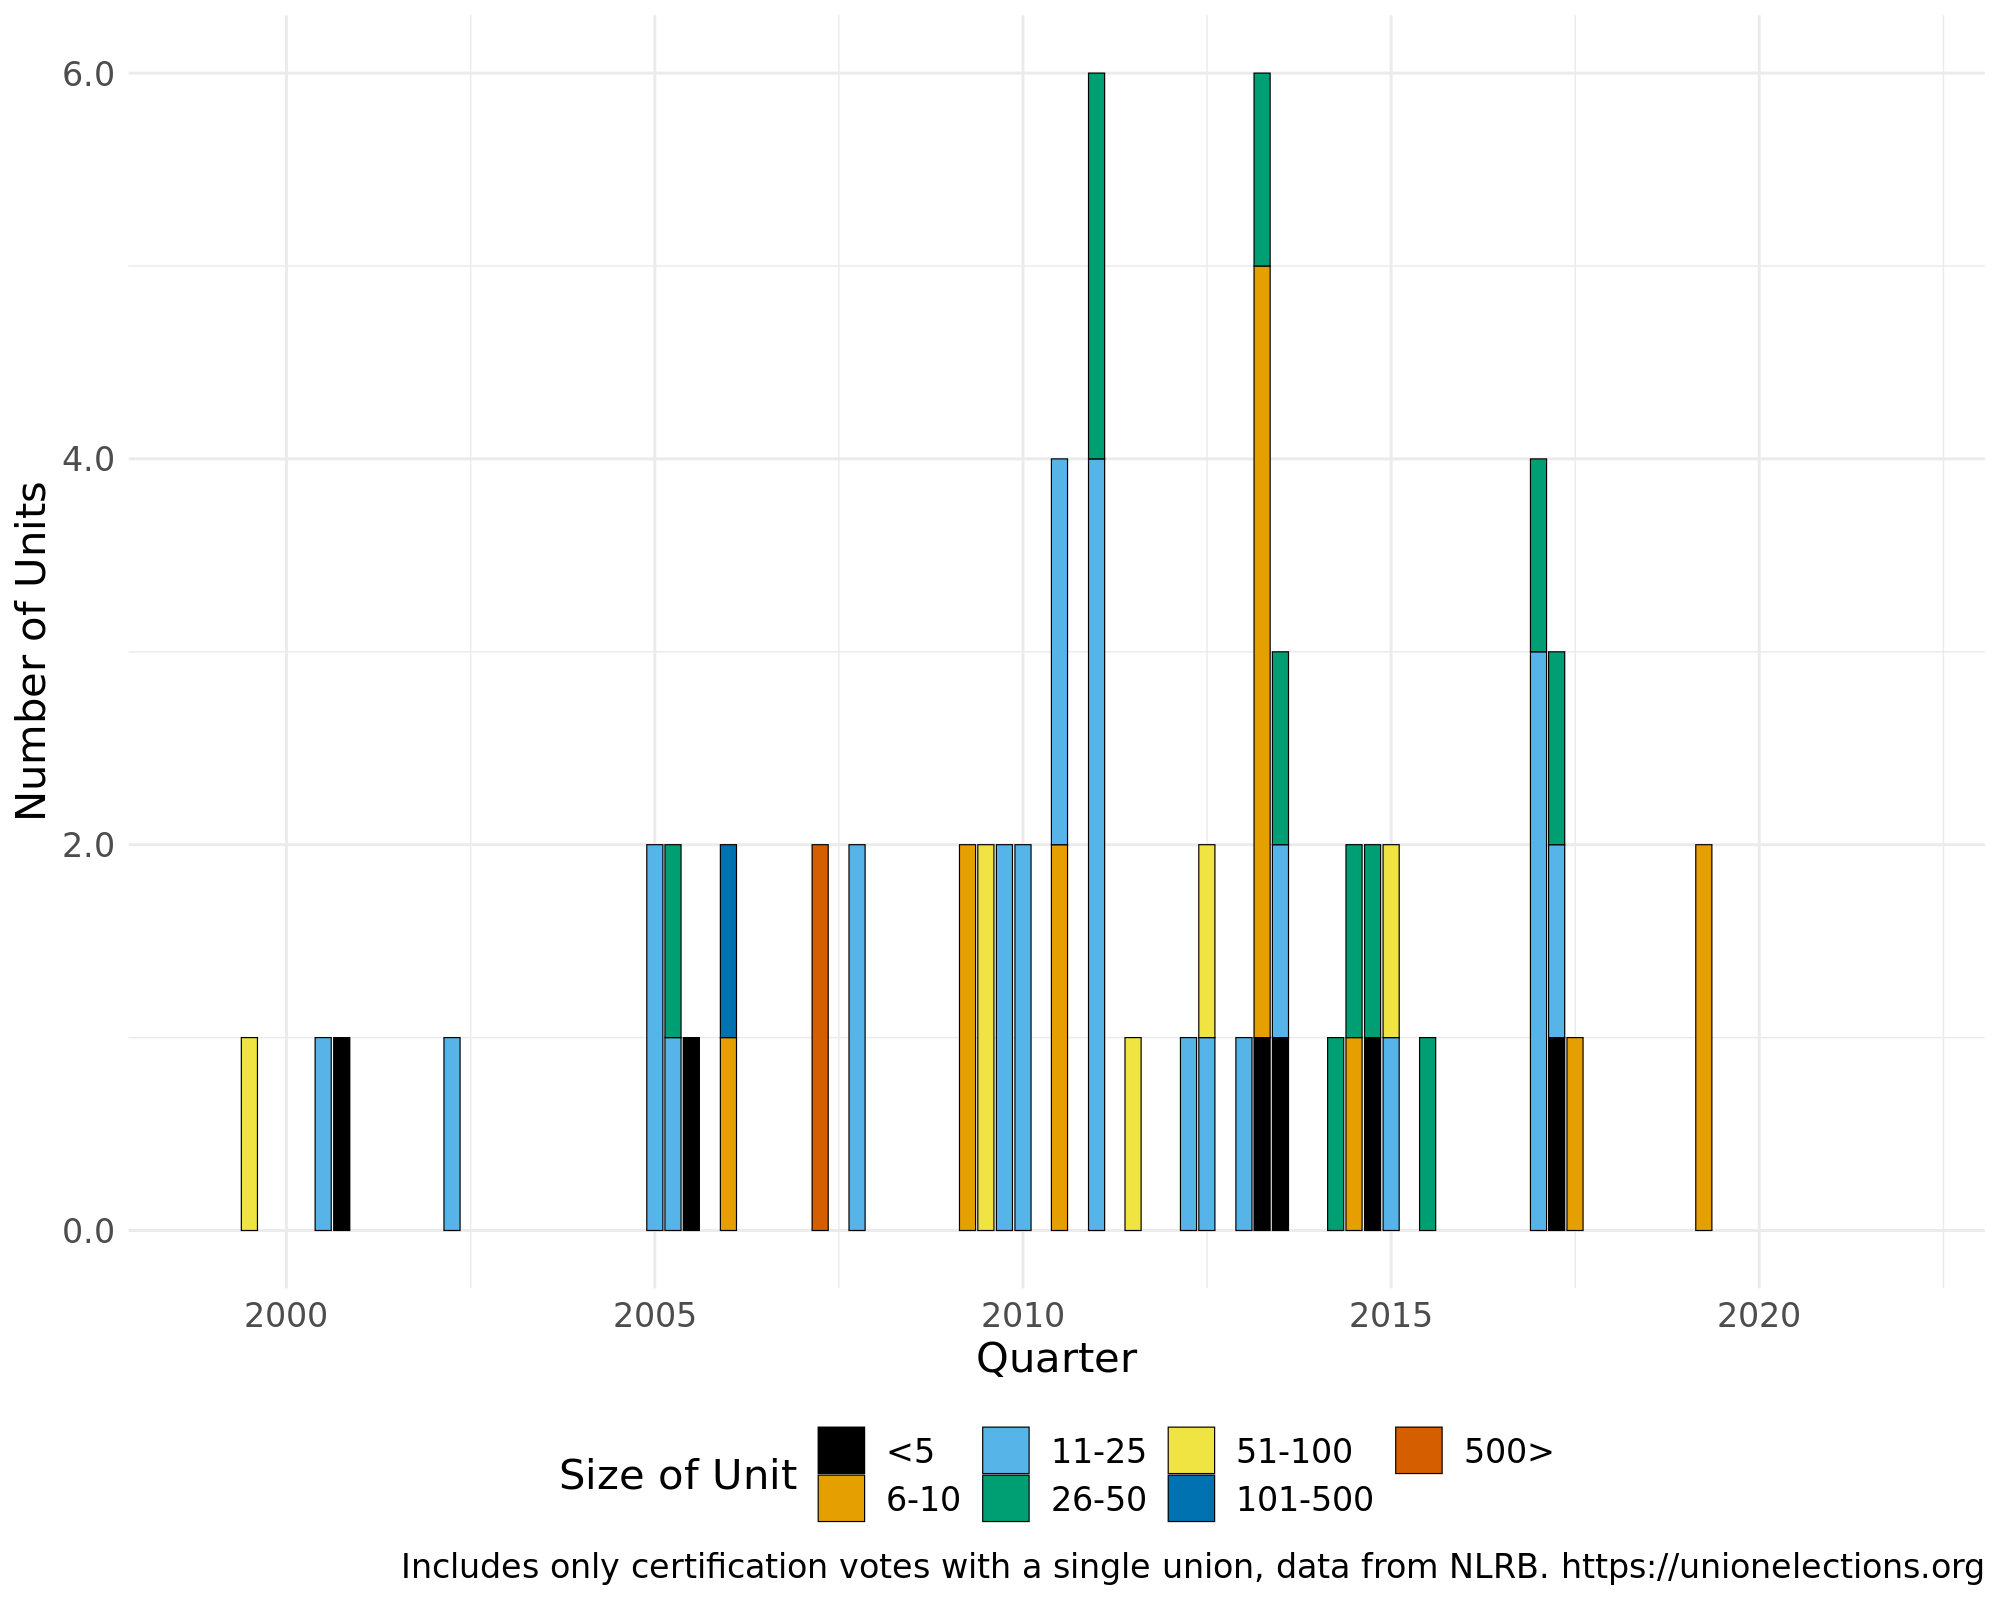 6.0
4.0
2.0
0.0
Number of Units
2000 2005 2010 2015 2020
Quarter
Size of Unit
<5 11-25 51-100 500>
6-10 26-50 101-500
Includes only certification votes with a single union, data from NLRB. https://unionelections.org